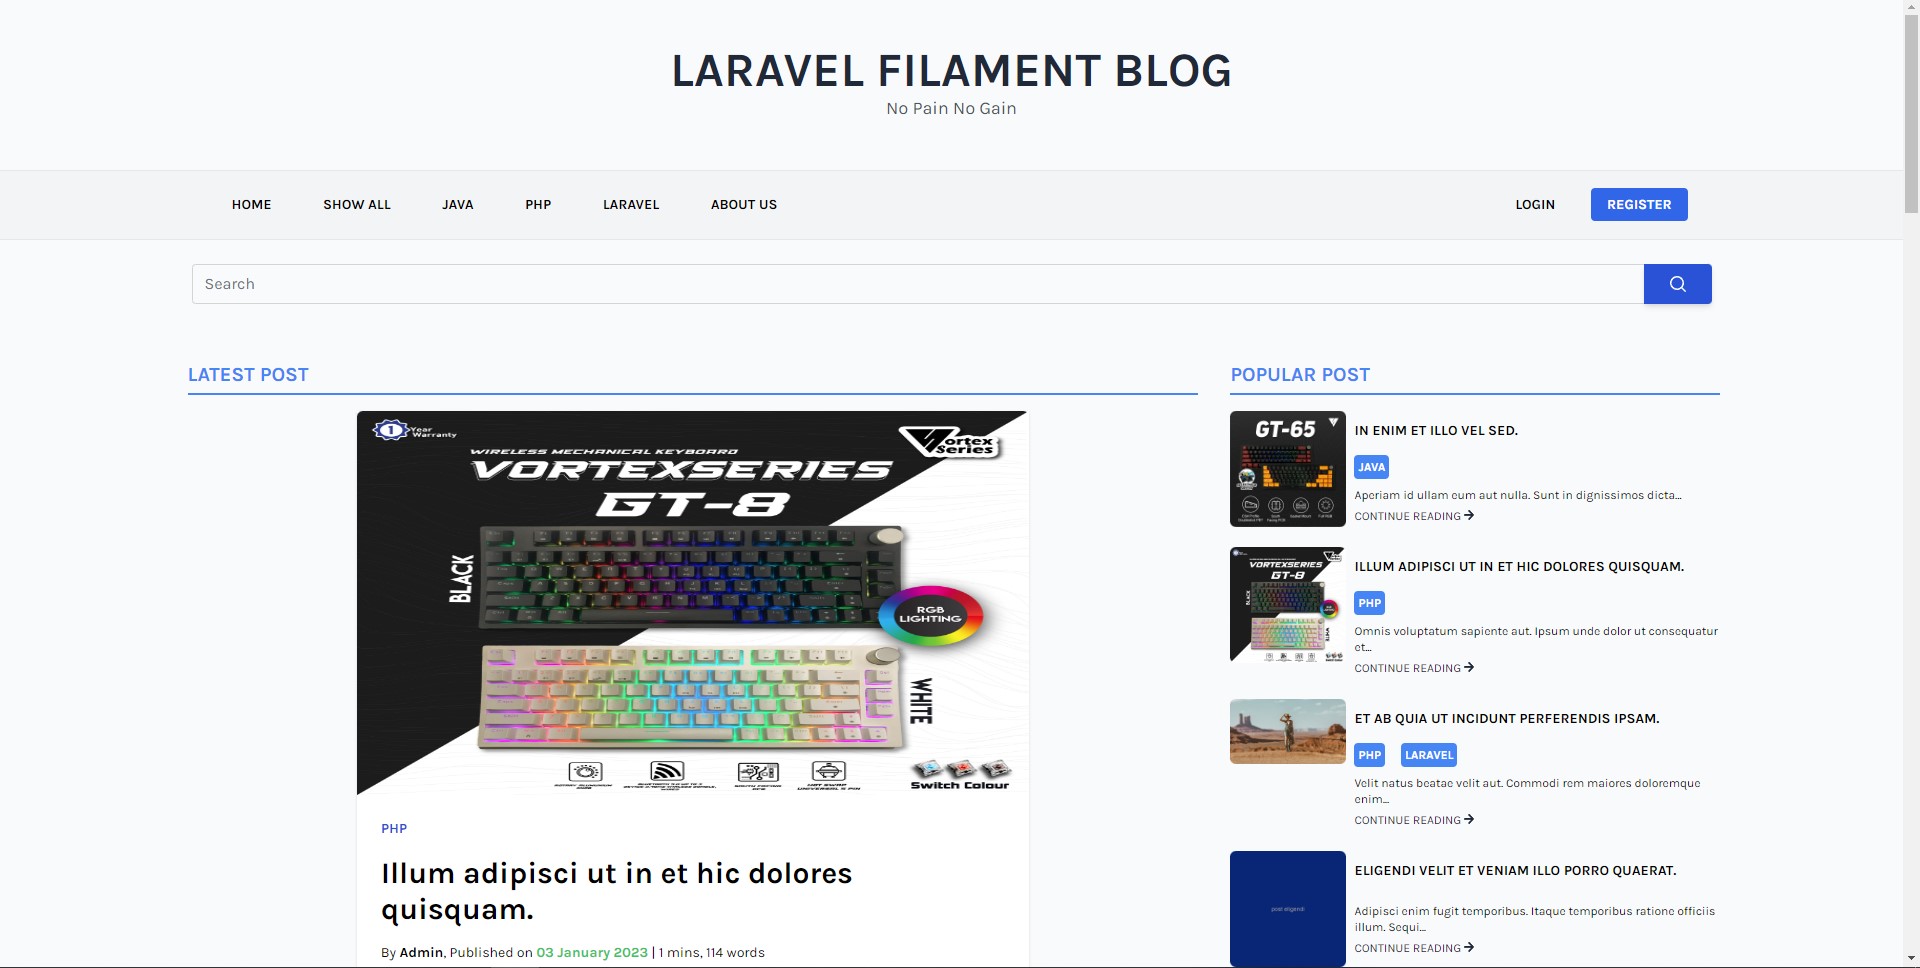 LARAVEL FILAMENT BLOG
No Pain No Gain
HOME
SHOW ALL
JAVA
PHP
LARAVEL
ABOUT US
LOGIN
REGISTER
Search
LATEST POST
1 Year
Warranty
Vortex
Series
WIRELESS MECHANICAL KEYBOARD
VORTEXSERIES
GT-8
BLACK
RGB
LIGHTING
WHITE
Switch Colour
PHP
Illum adipisci ut in et hic dolores
quisquam.
By Admin, Published on 03 January 2023 | 1 mins, 114 words
POPULAR POST
GT-65
IN ENIM ET ILLO VEL SED.
JAVA
Aperiam id ullam eum aut nulla. Sunt in dignissimos dicta...
CONTINUE READING
VORTEXSERIES
GT-8
ILLUM ADIPISCI UT IN ET HIC DOLORES QUISQUAM.
PHP
Omnis voluptatum sapiente aut. Ipsum unde dolor ut consequatur
et...
CONTINUE READING
ET AB QUIA UT INCIDUNT PERFERENDIS IPSAM.
PHP
LARAVEL
Velit natus beatae velit aut. Commodi rem maiores doloremque
enim...
CONTINUE READING
post eligendi
ELIGENDI VELIT ET VENIAM ILLO PORRO QUAERAT.
Adipisci enim fugit temporibus. Itaque temporibus ratione officiis
illum. Sequi...
CONTINUE READING